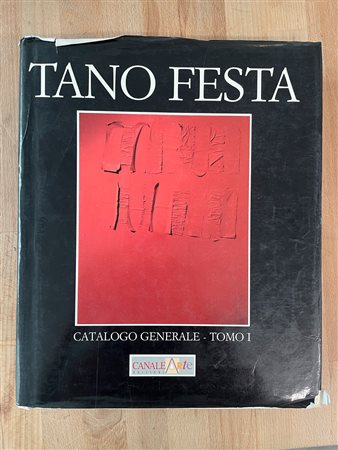 TANO FESTA
CATALOGO GENERALE - TOMO I
CANALE Arte